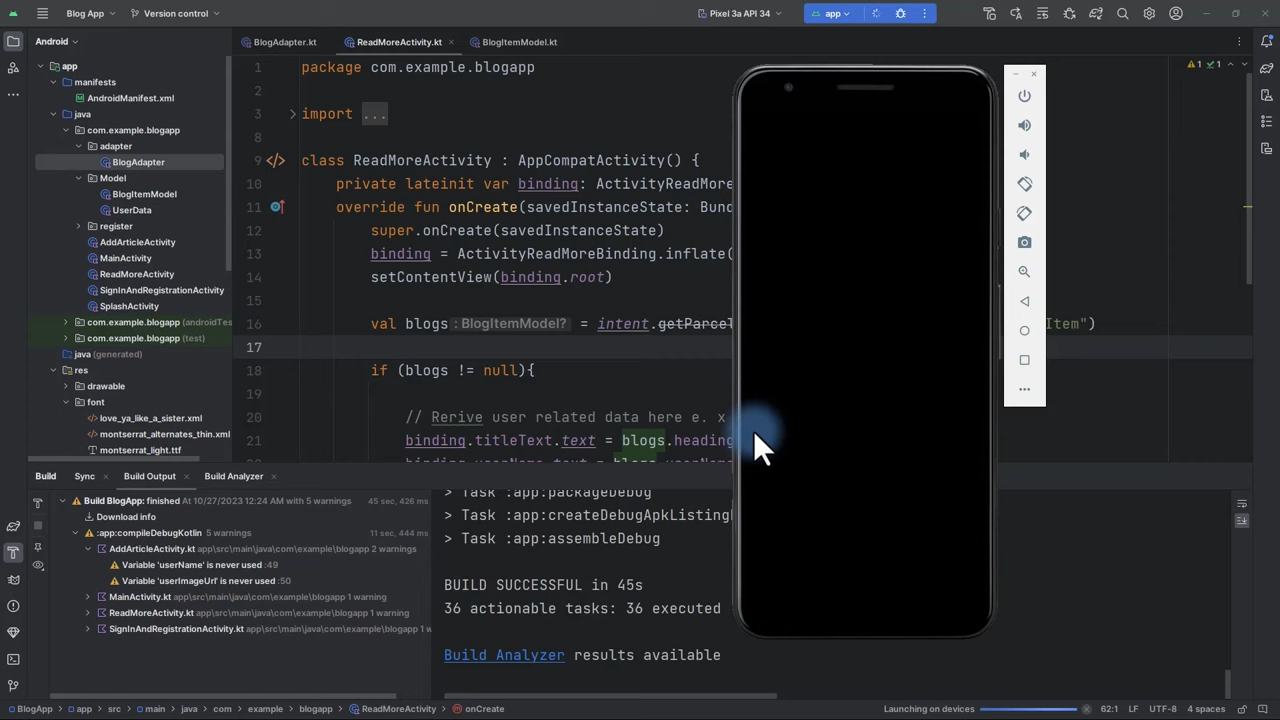 Blog App
Version control
Pixel 3a API 34
app
Android
BlogAdapter.kt
ReadMoreActivity.kt
BlogItemModel.kt
app
manifests
AndroidManifest.xml
java
com.example.blogapp
adapter
BlogAdapter
Model
BlogItemModel
UserData
register
AddArticleActivity
MainActivity
ReadMoreActivity
SignInAndRegistrationActivity
SplashActivity
com.example.blogapp (androidTes
com.example.blogapp (test)
java (generated)
res
drawable
font
love_ya_like_a_sister.xml
montserrat_alternates_thin.xml
montserrat_light.ttf
1 package com.example.blogapp
2
3 import ...
8
9 class ReadMoreActivity : AppCompatActivity() {
10 private lateinit var binding: ActivityReadMore
11 override fun onCreate(savedInstanceState: Bund
12 super.onCreate(savedInstanceState)
13 binding = ActivityReadMoreBinding.inflate(
14 setContentView(binding.root)
15
16 val blogs :BlogItemModel? = intent.getParcel Item")
17
18 if (blogs != null){
19
20 // Rerive user related data here e. x
21 binding.titleText.text = blogs.heading
1 1
Build Sync Build Output Build Analyzer
Build BlogApp: finished At 10/27/2023 12:24 AM with 5 warnings 45 sec, 426 ms
Download info
:app:compileDebugKotlin 5 warnings 11 sec, 444 ms
AddArticleActivity.kt app\src\main\java\com\example\blogapp 2 warnings
Variable 'userName' is never used :49
Variable 'userImageUrl' is never used :50
MainActivity.kt app\src\main\java\com\example\blogapp 1 warning
ReadMoreActivity.kt app\src\main\java\com\example\blogapp 1 warning
SignInAndRegistrationActivity.kt app\src\main\java\com\example\blogapp 1 w
> Task :app:packageDebug
> Task :app:createDebugApkListing
> Task :app:assembleDebug
BUILD SUCCESSFUL in 45s
36 actionable tasks: 36 executed
Build Analyzer results available
BlogApp > app > src > main > java > com > example > blogapp > ReadMoreActivity > onCreate
Launching on devices
62:1 LF UTF-8 4 spaces